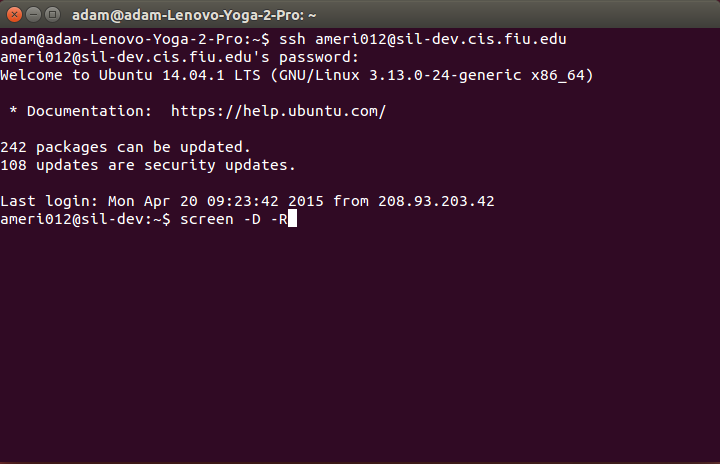 adam@adam-Lenovo-Yoga-2-Pro: ~
adam@adam-Lenovo-Yoga-2-Pro:~$ ssh ameri012@sil-dev.cis.fiu.edu
ameri012@sil-dev.cis.fiu.edu's password:
Welcome to Ubuntu 14.04.1 LTS (GNU/Linux 3.13.0-24-generic x86_64)
* Documentation:  https://help.ubuntu.com/
242 packages can be updated.
108 updates are security updates.
Last login: Mon Apr 20 09:23:42 2015 from 208.93.203.42
ameri012@sil-dev:~$ screen -D -R